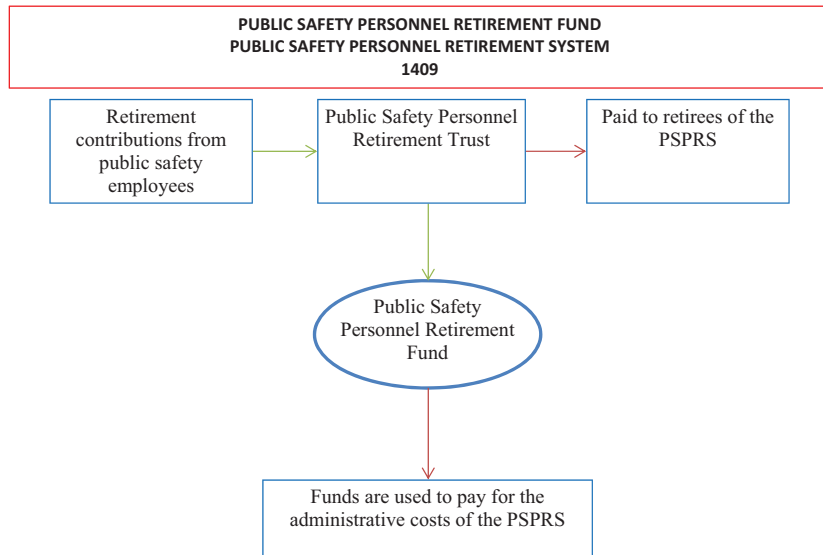 PUBLIC SAFETY PERSONNEL RETIREMENT FUND
PUBLIC SAFETY PERSONNEL RETIREMENT SYSTEM
1409
Retirement
contributions from
public safety
employees
Public Safety Personnel
Retirement Trust
Paid to retirees of the
PSPRS
Public Safety
Personnel Retirement
Fund
Funds are used to pay for the
administrative costs of the PSPRS